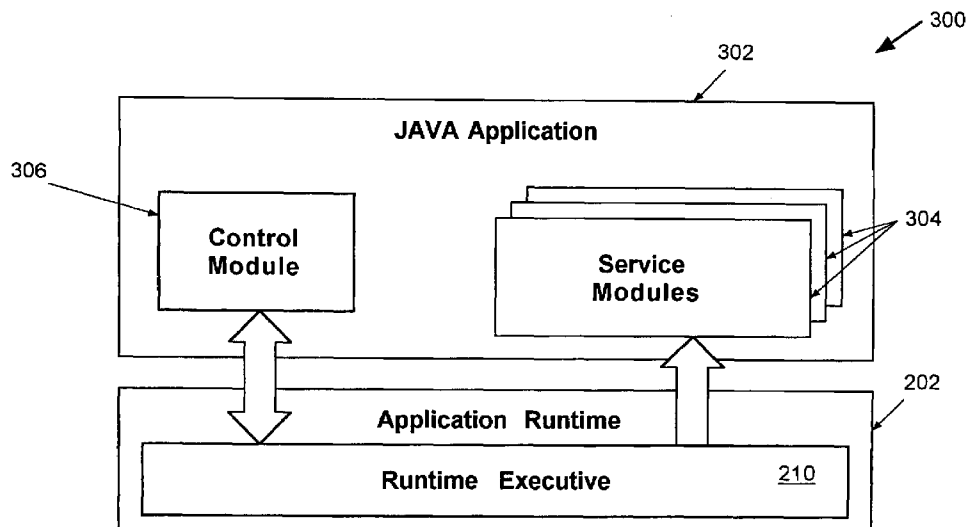 300
302
JAVA Application
306
304
Control
Module
Service
Modules
202
Application Runtime
Runtime Executive
210